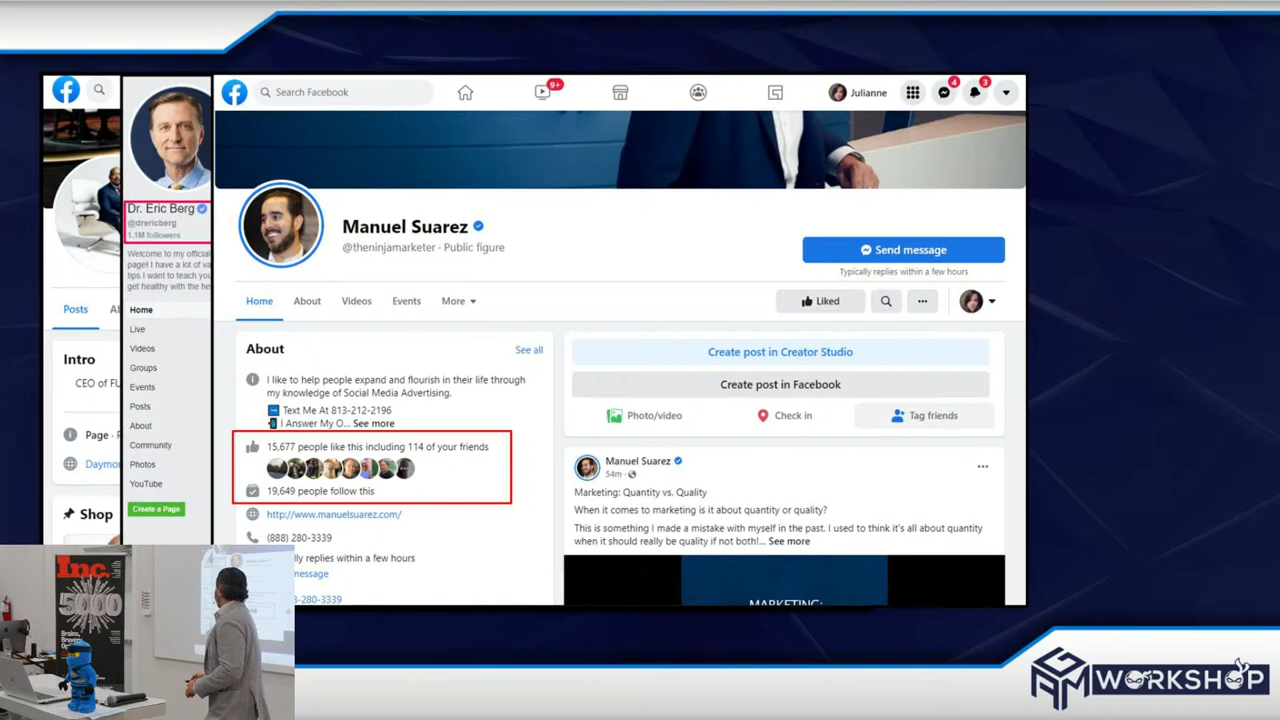 Search Facebook
9+
Julianne
4
3
Dr. Eric Berg
@drericberg
1.1M followers
Welcome to my official
page! I have a lot of va
tips I want to teach you
get healthy with the he
Home
Live
Videos
Groups
Events
Posts
About
Community
Photos
YouTube
Create a Page
Posts
Intro
CEO of FU
Page
Daymon
Shop
Manuel Suarez
@theninjamarketer · Public figure
Send message
Typically replies within a few hours
Home
About
Videos
Events
More
Liked
About
See all
I like to help people expand and flourish in their life through
my knowledge of Social Media Advertising.
Text Me At 813-212-2196
I Answer My O... See more
15,677 people like this including 114 of your friends
19,649 people follow this
http://www.manuelsuarez.com/
(888) 280-3339
lly replies within a few hours
message
-280-3339
Create post in Creator Studio
Create post in Facebook
Photo/video
Check in
Tag friends
Manuel Suarez
54m
Marketing: Quantity vs. Quality
When it comes to marketing is it about quantity or quality?
This is something I made a mistake with myself in the past. I used to think it's all about quantity
when it should really be quality if not both!... See more
MARKETING:
Inc.
5000
AGM
WORKSHOP